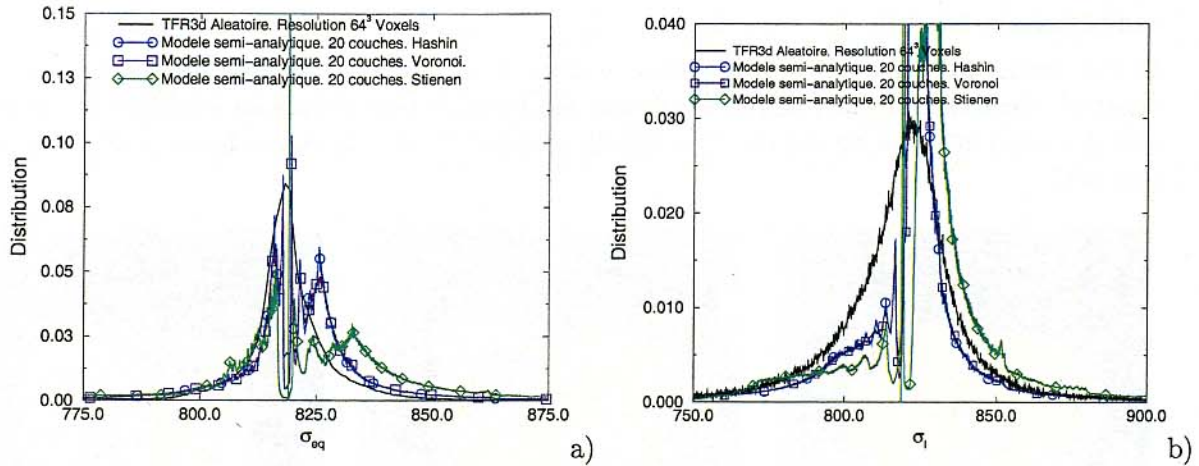 TFR3d Aleatoire. Resolution 64³ Voxels
Modele semi-analytique. 20 couches. Hashin
Modele semi-analytique. 20 couches. Voronoi.
Modele semi-analytique. 20 couches. Stienen
0.15
0.13
0.10
0.08
0.05
0.03
0.00
Distribution
775.0 800.0 825.0 850.0 875.0
σeq
a)
TFR3d Aleatoire. Resolution 64³ Voxels
Modele semi-analytique. 20 couches. Hashin
Modele semi-analytique. 20 couches. Voronoi
Modele semi-analytique. 20 couches. Stienen
0.040
0.030
0.020
0.010
0.000
Distribution
750.0 800.0 850.0 900.0
σI
b)